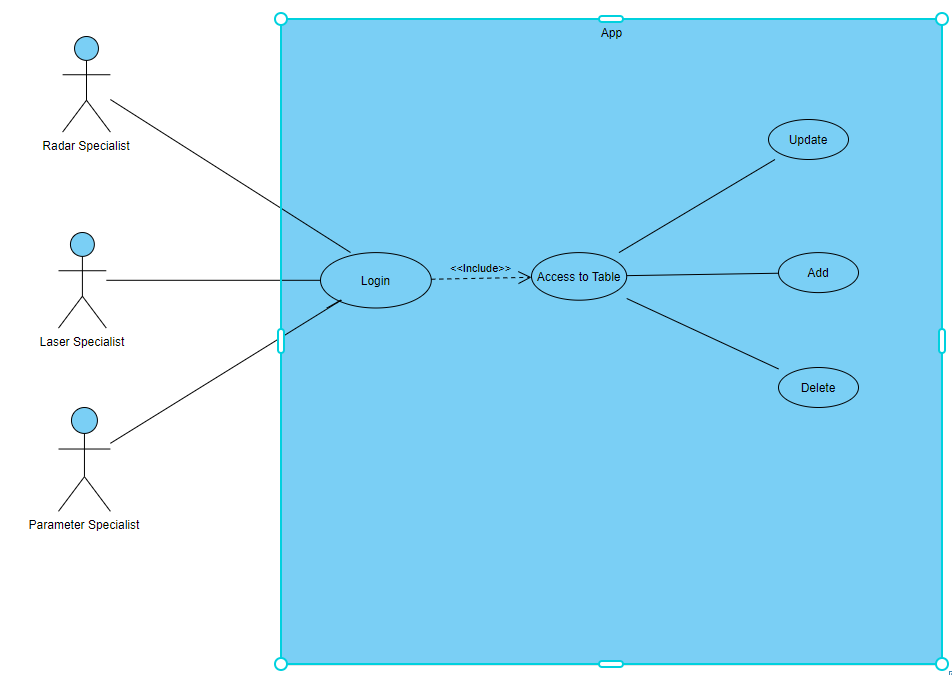 App
Radar Specialist
Update
<<Include>>
Login
Access to Table
Add
Laser Specialist
Delete
Parameter Specialist